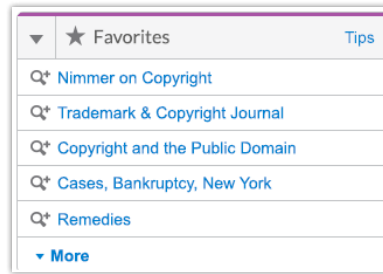 Favorites Tips
Nimmer on Copyright
Trademark & Copyright Journal
Copyright and the Public Domain
Cases, Bankruptcy, New York
Remedies
More